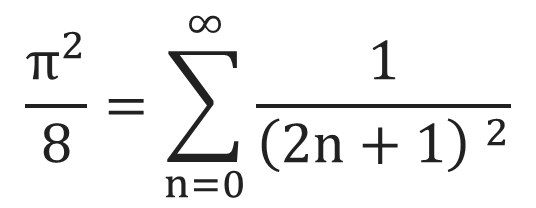 π²/8 = ∑_{n=0}^{∞} 1/(2n + 1)²